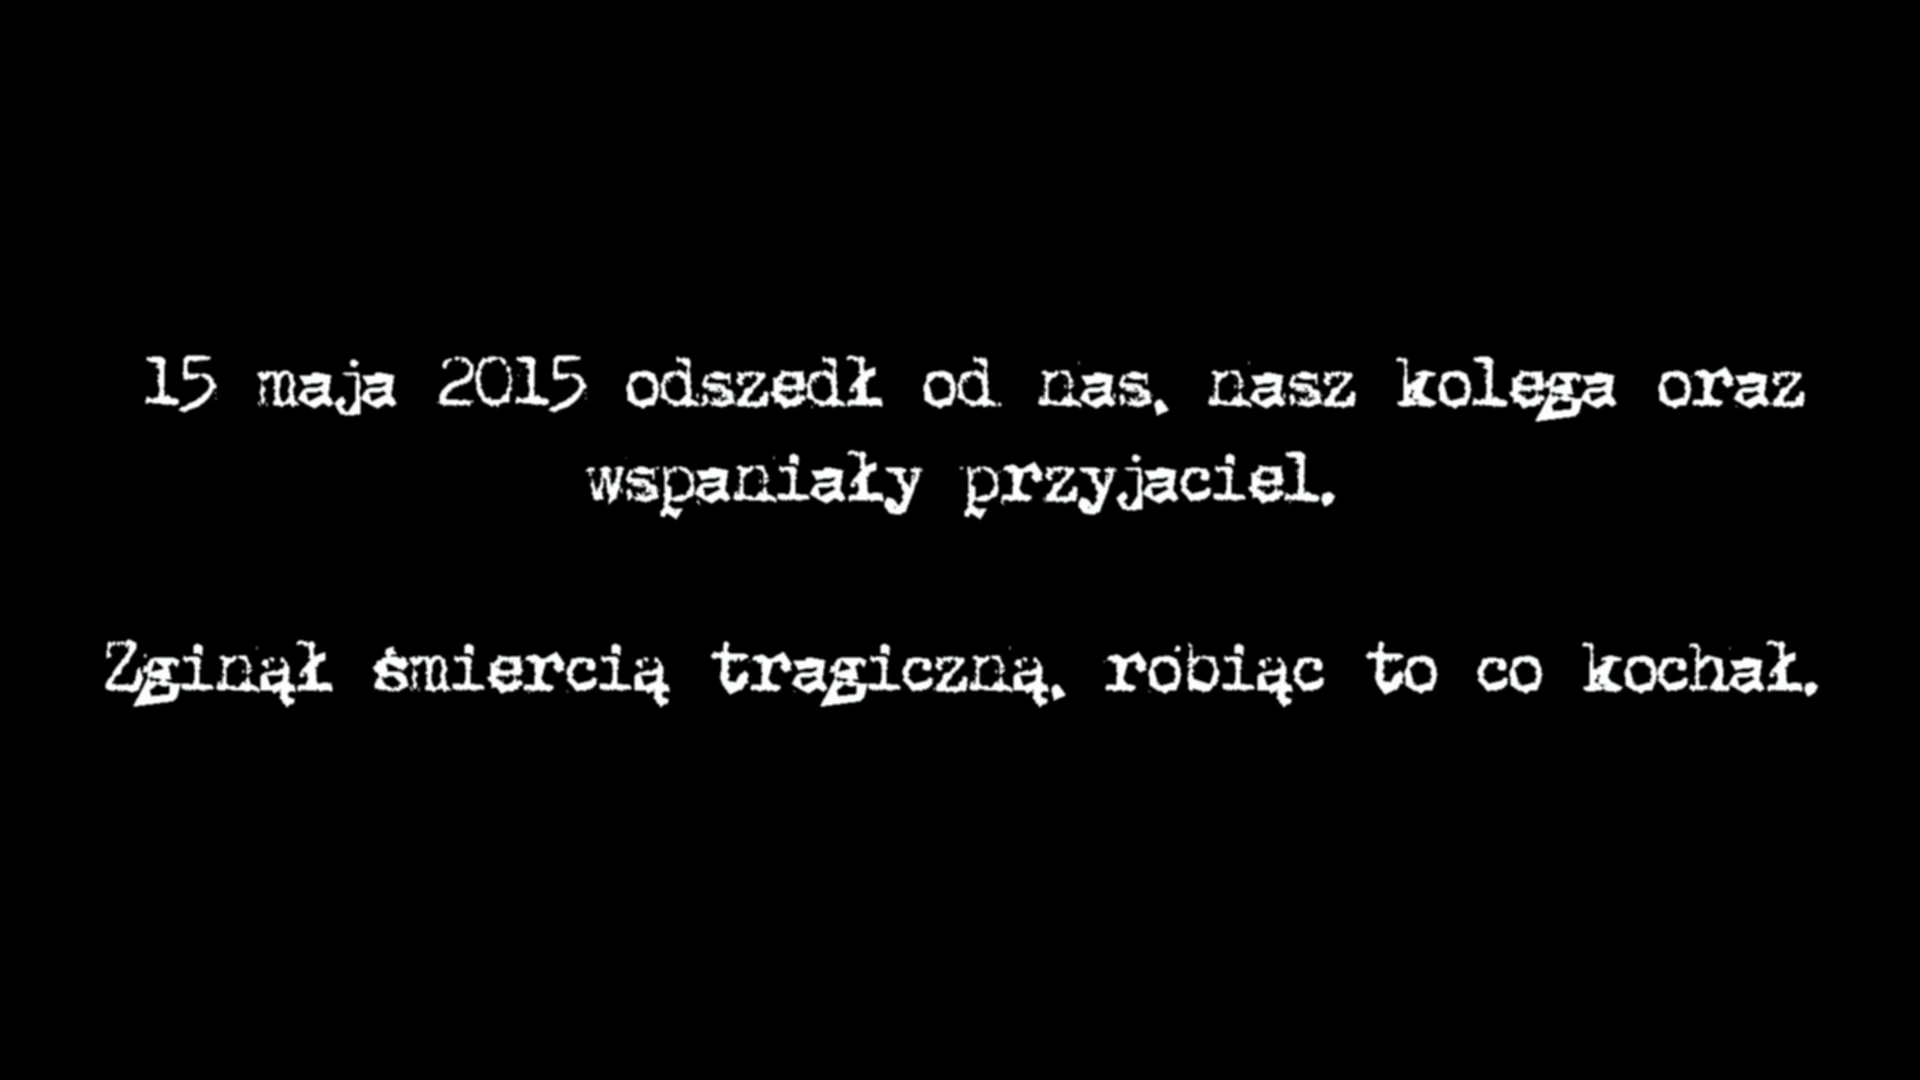 15 maja 2015 odszedł od nas, nasz kolega oraz
wspaniały przyjaciel.
Zginął śmiercią tragiczną, robiąc to co kochał.